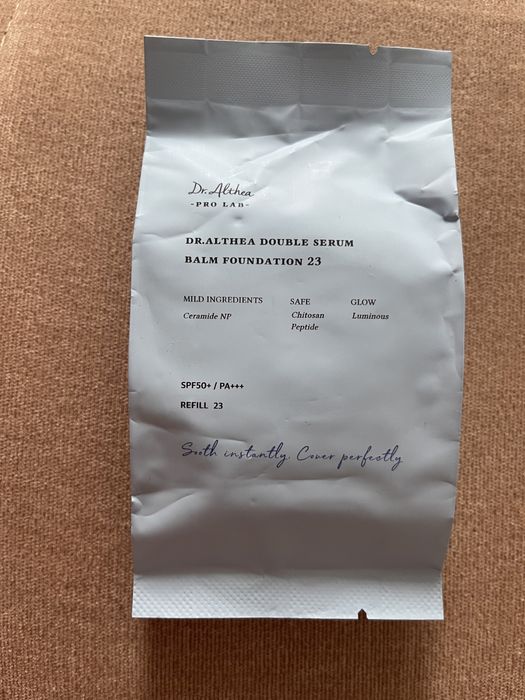 Dr. Althea
-PRO LAB-
DR.ALTHEA DOUBLE SERUM
BALM FOUNDATION 23
MILD INGREDIENTS SAFE GLOW
Ceramide NP Chitosan Luminous
Peptide
SPF50+ / PA+++
REFILL 23
Sooth instantly. Cover perfectly